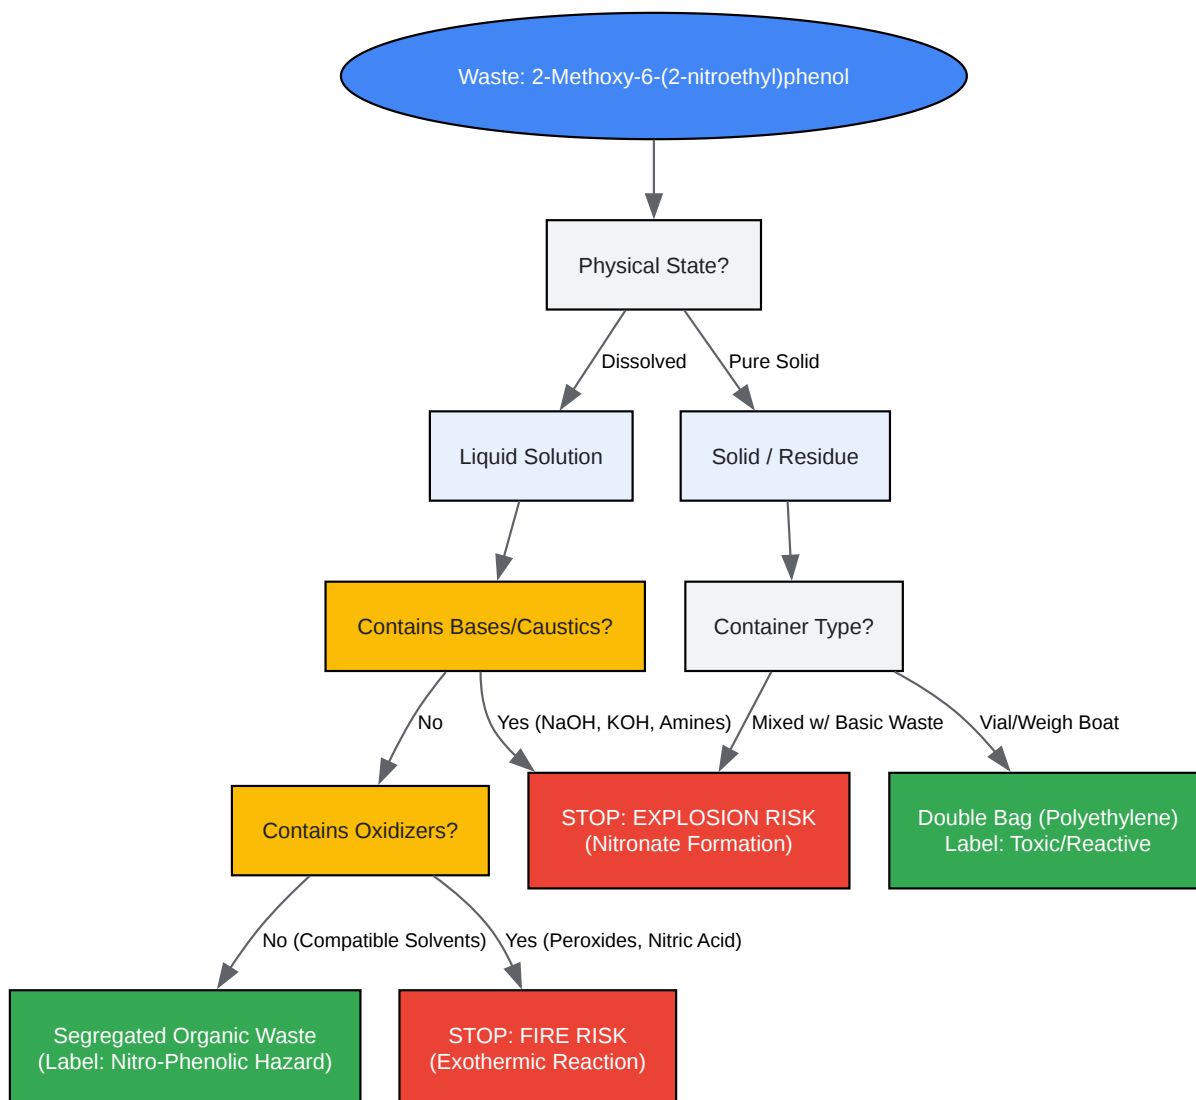 Waste: 2-Methoxy-6-(2-nitroethyl)phenol
Physical State?
Dissolved
Pure Solid
Liquid Solution
Solid / Residue
Contains Bases/Caustics?
Container Type?
No
Yes (NaOH, KOH, Amines)
Mixed w/ Basic Waste
Vial/Weigh Boat
Contains Oxidizers?
STOP: EXPLOSION RISK
(Nitronate Formation)
Double Bag (Polyethylene)
Label: Toxic/Reactive
No (Compatible Solvents)
Yes (Peroxides, Nitric Acid)
Segregated Organic Waste
(Label: Nitro-Phenolic Hazard)
STOP: FIRE RISK
(Exothermic Reaction)